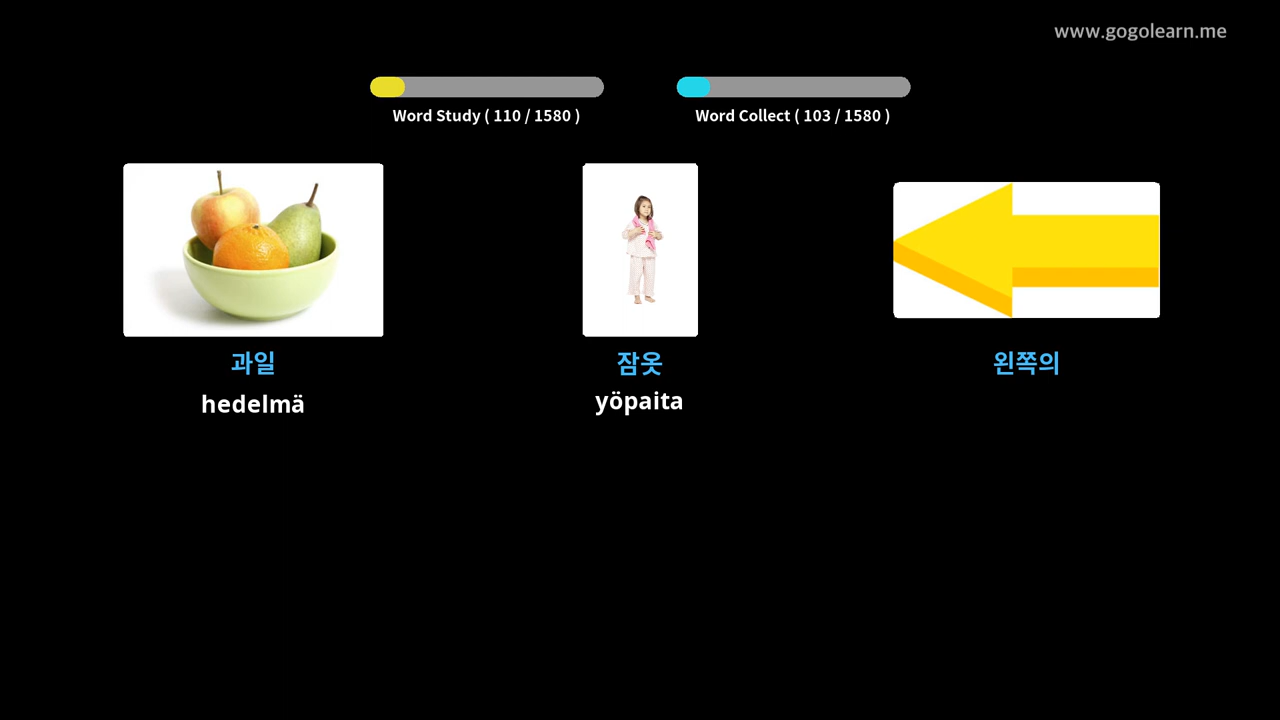 www.gogolearn.me
Word Study ( 110 / 1580 )
Word Collect ( 103 / 1580 )
과일
hedelmä
잠옷
yöpaita
왼쪽의